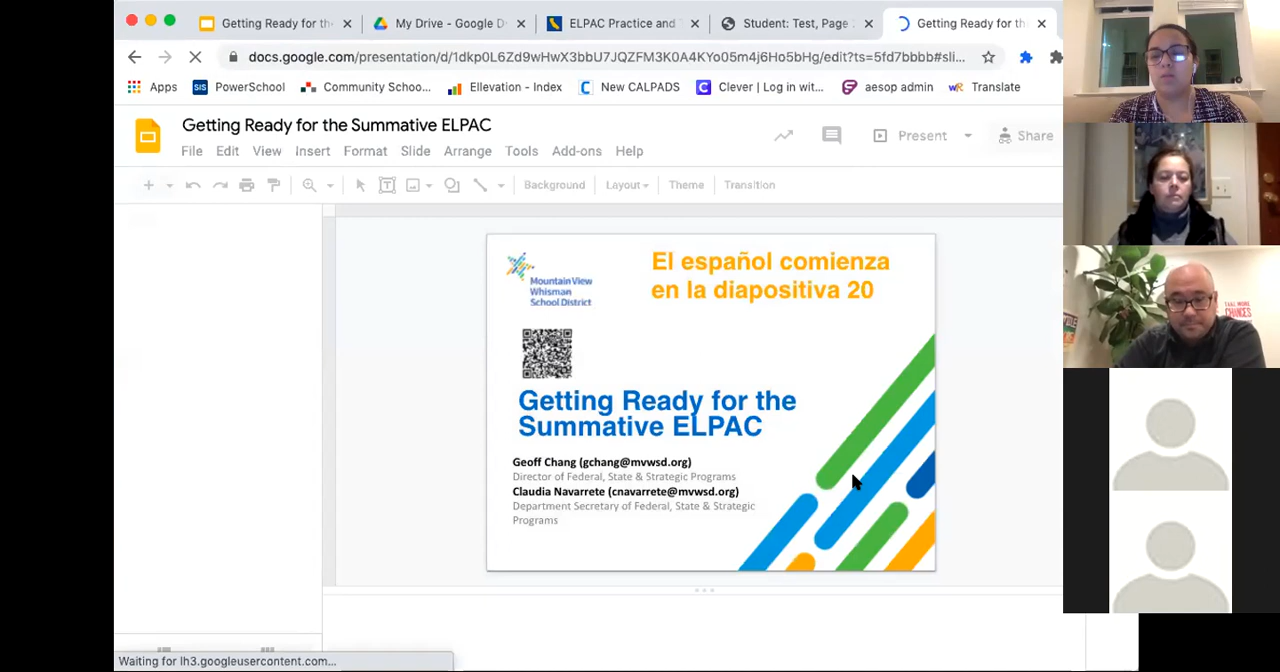 Getting Ready for th
My Drive - Google D
ELPAC Practice and
Student: Test, Page
Getting Ready for th
docs.google.com/presentation/d/1dkp0L6Zd9wHwX3bbU7JQZFM3K0A4KYo05m4j6Ho5bHg/edit?ts=5fd7bbbb#sli...
Apps
SIS PowerSchool
Community Schoo...
Ellevation - Index
New CALPADS
Clever | Log in wit...
aesop admin
WR Translate
Getting Ready for the Summative ELPAC
File Edit View Insert Format Slide Arrange Tools Add-ons Help
Present
Share
Background Layout Theme Transition
El español comienza
en la diapositiva 20
Mountain View
Whisman
School District
Getting Ready for the
Summative ELPAC
Geoff Chang (gchang@mvwsd.org)
Director of Federal, State & Strategic Programs
Claudia Navarrete (cnavarrete@mvwsd.org)
Department Secretary of Federal, State & Strategic
Programs
CHANCES
Waiting for lh3.googleusercontent.com...